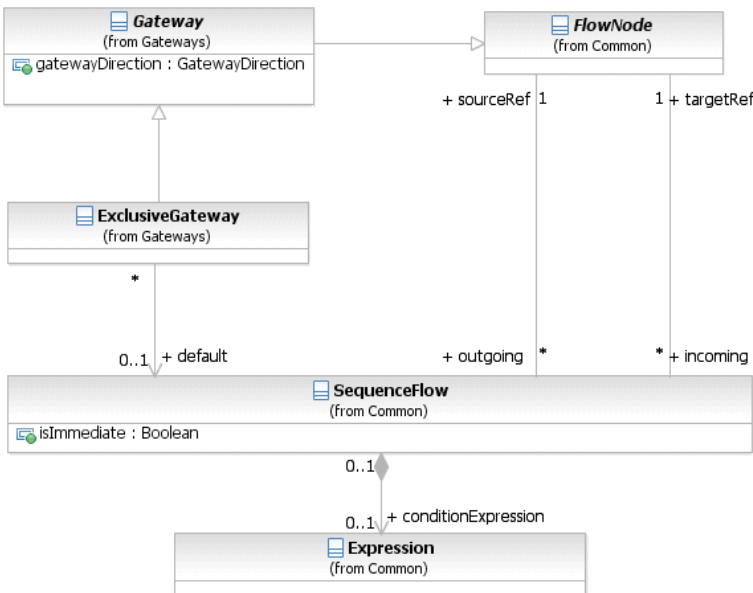 Gateway
(from Gateways)
gatewayDirection : GatewayDirection
FlowNode
(from Common)
+ sourceRef 1
1 + targetRef
ExclusiveGateway
(from Gateways)
*
0..1 + default
+ outgoing *
* + incoming
SequenceFlow
(from Common)
isImmediate : Boolean
0..1
0..1 + conditionExpression
Expression
(from Common)